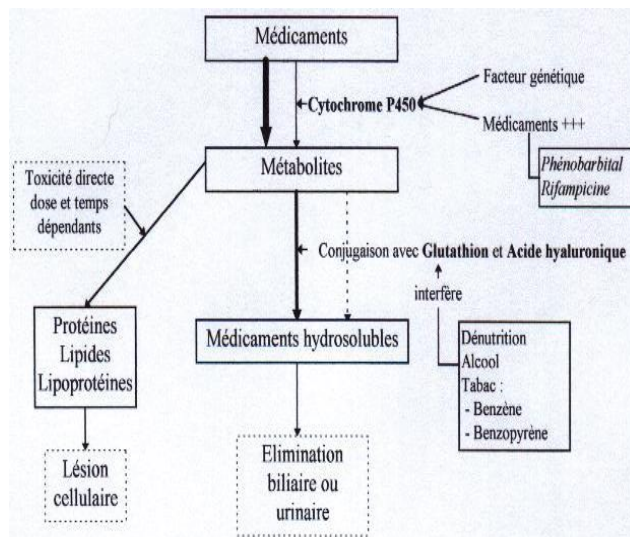 Médicaments
Facteur génétique
Cytochrome P450
Médicaments +++
Métabolites
Phénobarbital
Rifampicine
Toxicité directe
dose et temps
dépendants
Conjugaison avec Glutathion et Acide hyaluronique
interfère
Protéines
Lipides
Lipoprotéines
Médicaments hydrosolubles
Dénutrition
Alcool
Tabac :
- Benzène
- Benzopyrène
Lésion
cellulaire
Elimination
biliaire ou
urinaire